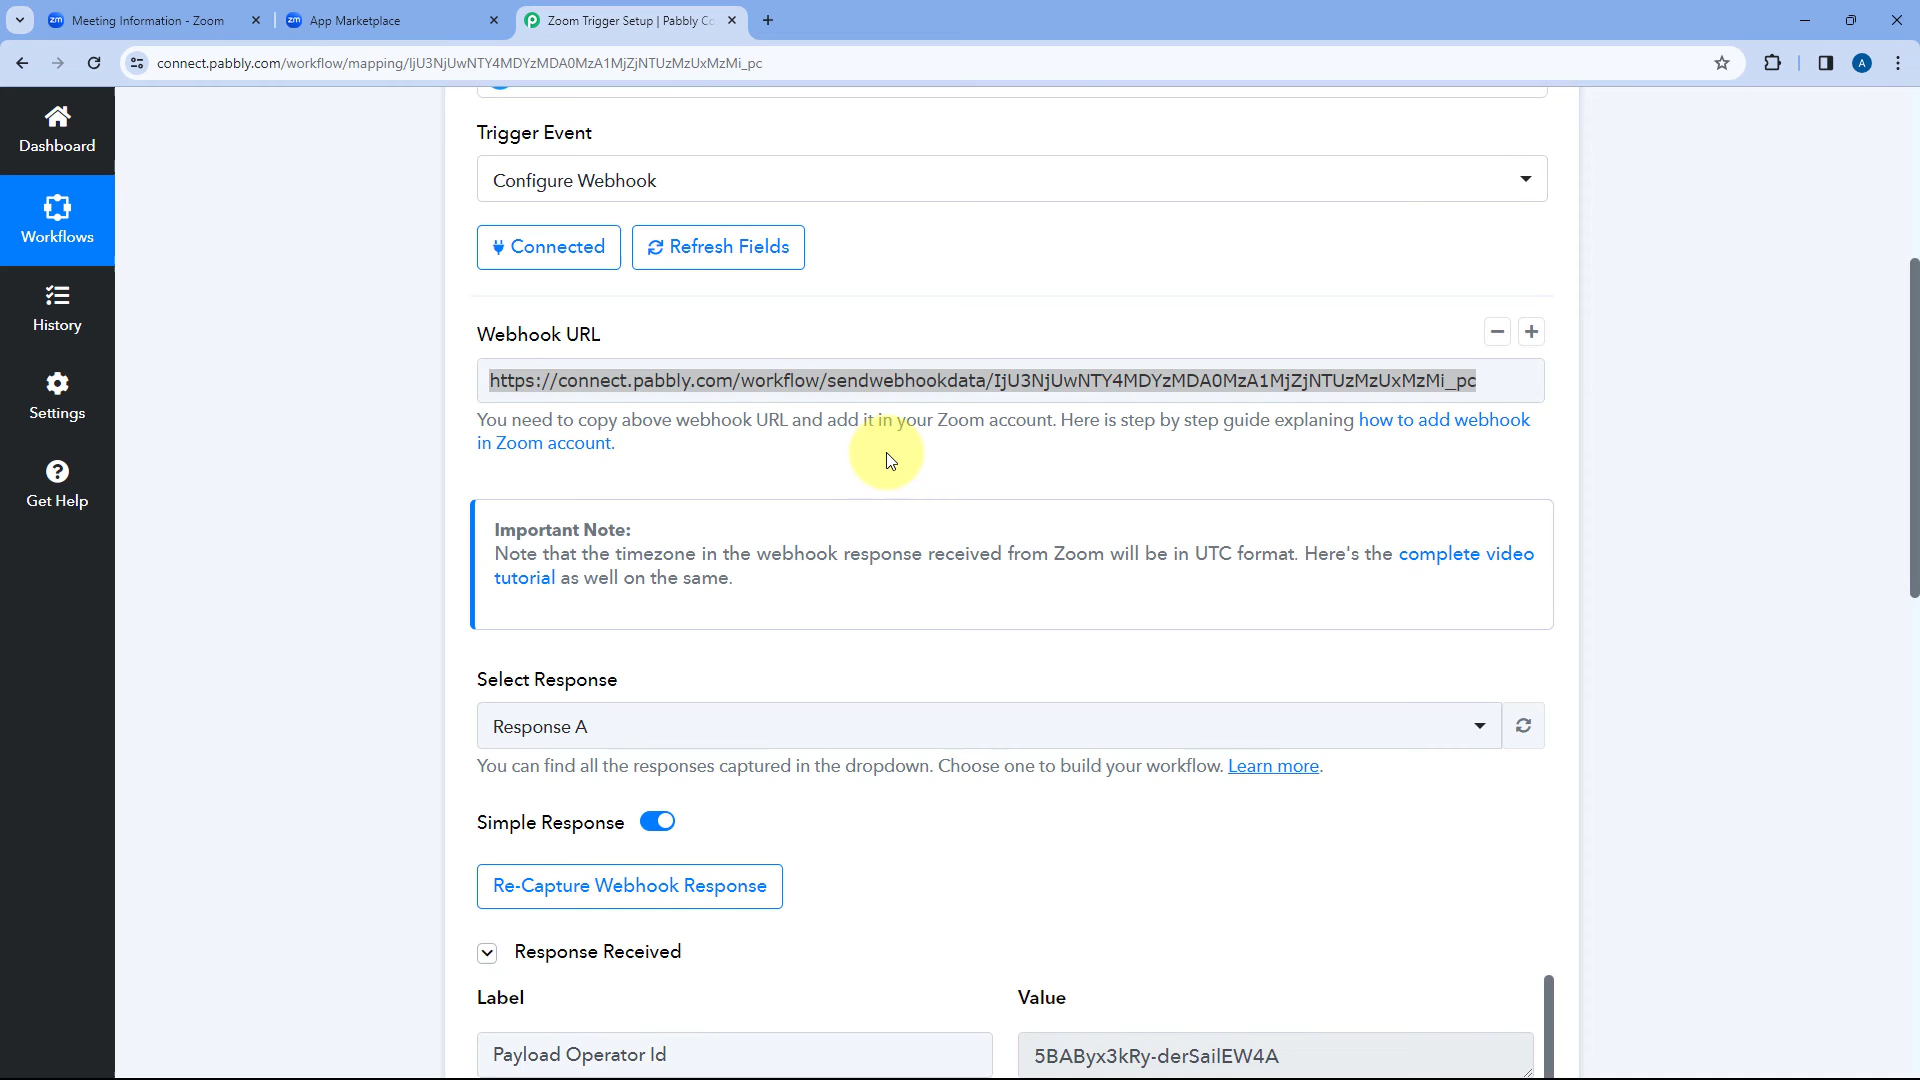 Meeting Information - Zoom
App Marketplace
Zoom Trigger Setup | Pabbly Co
connect.pabbly.com/workflow/mapping/IjU3NjUwNTY4MDYzMDA0MzA1MjZjNTUzMzUxMzMi_pc
A
Dashboard
Workflows
History
Settings
Get Help
Trigger Event
Configure Webhook
Connected
Refresh Fields
Webhook URL
https://connect.pabbly.com/workflow/sendwebhookdata/IjU3NjUwNTY4MDYzMDA0MzA1MjZjNTUzMzUxMzMi_pc
You need to copy above webhook URL and add it in your Zoom account. Here is step by step guide explaning how to add webhook
in Zoom account.
Important Note:
Note that the timezone in the webhook response received from Zoom will be in UTC format. Here's the complete video
tutorial as well on the same.
Select Response
Response A
You can find all the responses captured in the dropdown. Choose one to build your workflow. Learn more.
Simple Response
Re-Capture Webhook Response
Response Received
Label Value
Payload Operator Id
5BAByx3kRy-derSailEW4A